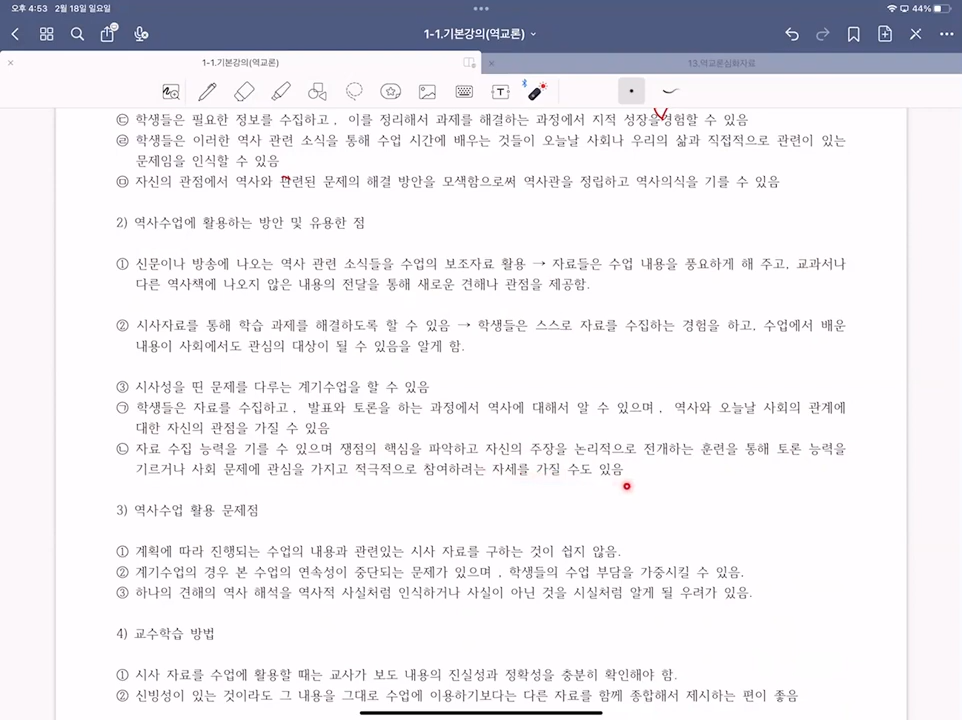 오후 4:53 2월 18일 일요일
44%
1-1.기본강의(역교론)
1-1.기본강의(역교론)
13.역교론심화자료
㉢ 학생들은 필요한 정보를 수집하고, 이를 정리해서 과제를 해결하는 과정에서 지적 성장을경험할 수 있음
㉣ 학생들은 이러한 역사 관련 소식을 통해 수업 시간에 배우는 것들이 오늘날 사회나 우리의 삶과 직접적으로 관련이 있는
문제임을 인식할 수 있음
㉤ 자신의 관점에서 역사와 관련된 문제의 해결 방안을 모색함으로써 역사관을 정립하고 역사의식을 기를 수 있음
2) 역사수업에 활용하는 방안 및 유용한 점
① 신문이나 방송에 나오는 역사 관련 소식들을 수업의 보조자료 활용 → 자료들은 수업 내용을 풍요하게 해 주고, 교과서나
다른 역사책에 나오지 않은 내용의 전달을 통해 새로운 견해나 관점을 제공함.
② 시사자료를 통해 학습 과제를 해결하도록 할 수 있음 → 학생들은 스스로 자료를 수집하는 경험을 하고, 수업에서 배운
내용이 사회에서도 관심의 대상이 될 수 있음을 알게 함.
③ 시사성을 띤 문제를 다루는 계기수업을 할 수 있음
㉠ 학생들은 자료를 수집하고, 발표와 토론을 하는 과정에서 역사에 대해서 알 수 있으며, 역사와 오늘날 사회의 관계에
대한 자신의 관점을 가질 수 있음
㉡ 자료 수집 능력을 기를 수 있으며 쟁점의 핵심을 파악하고 자신의 주장을 논리적으로 전개하는 훈련을 통해 토론 능력을
기르거나 사회 문제에 관심을 가지고 적극적으로 참여하려는 자세를 가질 수도 있음
3) 역사수업 활용 문제점
① 계획에 따라 진행되는 수업의 내용과 관련있는 시사 자료를 구하는 것이 쉽지 않음.
② 계기수업의 경우 본 수업의 연속성이 중단되는 문제가 있으며, 학생들의 수업 부담을 가중시킬 수 있음.
③ 하나의 견해의 역사 해석을 역사적 사실처럼 인식하거나 사실이 아닌 것을 시실처럼 알게 될 우려가 있음.
4) 교수학습 방법
① 시사 자료를 수업에 활용할 때는 교사가 보도 내용의 진실성과 정확성을 충분히 확인해야 함.
② 신빙성이 있는 것이라도 그 내용을 그대로 수업에 이용하기보다는 다른 자료를 함께 종합해서 제시하는 편이 좋음